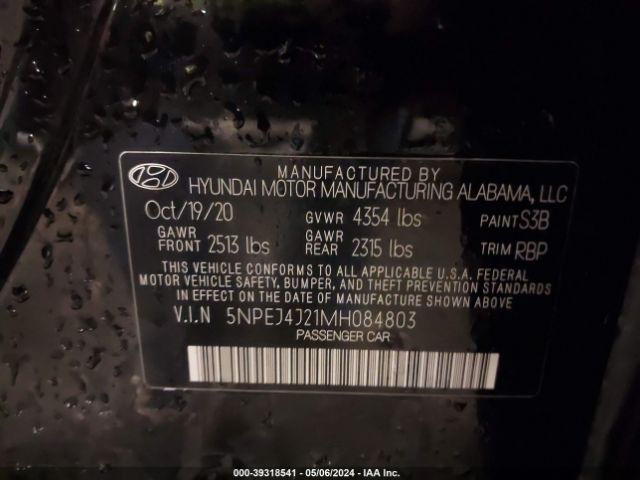 MANUFACTURED BY
HYUNDAI MOTOR MANUFACTURING ALABAMA, LLC
Oct/19/20 GVWR 4354 lbs PAINT S3B
GAWR FRONT 2513 lbs GAWR REAR 2315 lbs TRIM RBP
THIS VEHICLE CONFORMS TO ALL APPLICABLE U.S.A. FEDERAL
MOTOR VEHICLE SAFETY, BUMPER, AND THEFT PREVENTION STANDARDS
IN EFFECT ON THE DATE OF MANUFACTURE SHOWN ABOVE
V.I.N 5NPEJ4J21MH084803
PASSENGER CAR
000-39318541 - 05/06/2024 - IAA Inc.